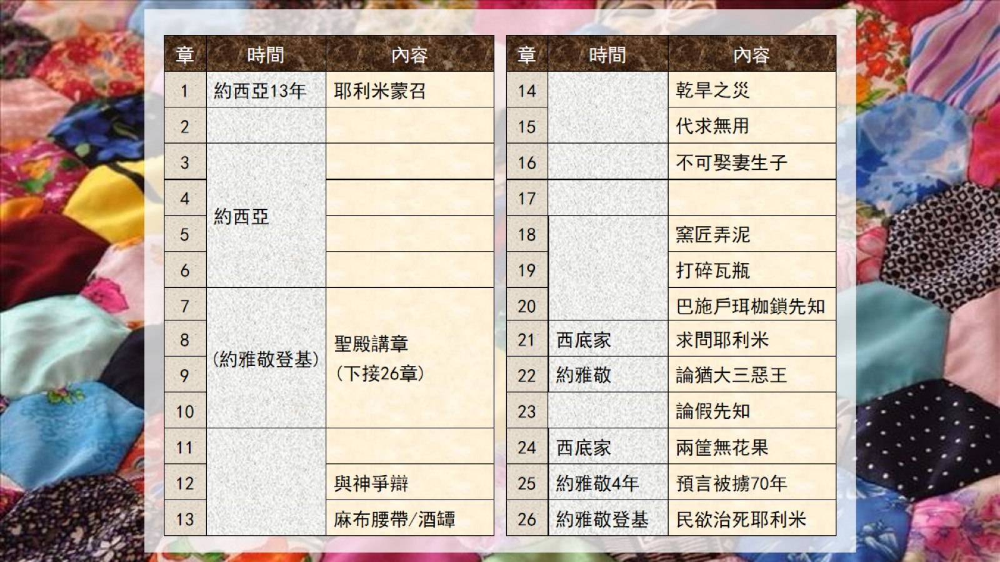 章 時間 內容
1 約西亞13年 耶利米蒙召
2
3
4
約西亞
5
6
7
8
聖殿講章
(約雅敬登基)
9
(下接26章)
10
11
12 與神爭辯
13 麻布腰帶/酒罈
章 時間 內容
14 乾旱之災
15 代求無用
16 不可娶妻生子
17
18 窯匠弄泥
19 打碎瓦瓶
20 巴施戶珥枷鎖先知
21 西底家 求問耶利米
22 約雅敬 論猶大三惡王
23 論假先知
24 西底家 兩筐無花果
25 約雅敬4年 預言被擄70年
26 約雅敬登基 民欲治死耶利米